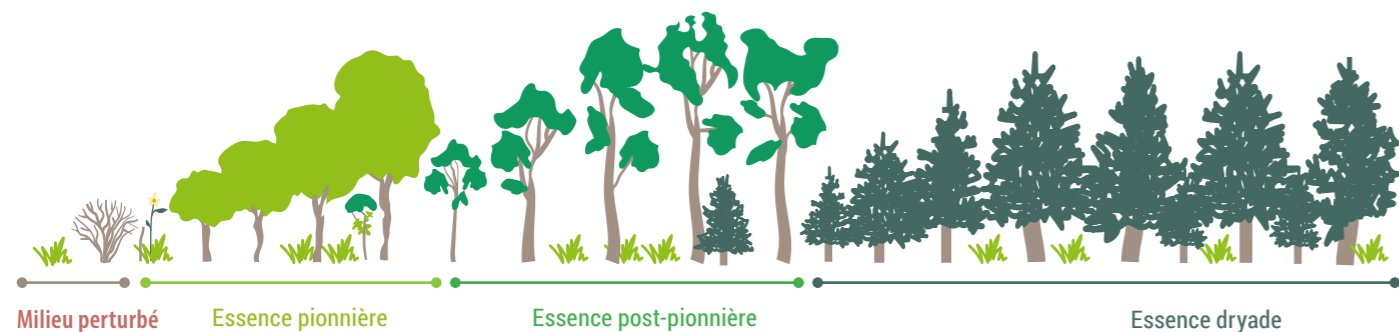 Milieu perturbé
Essence pionnière
Essence post-pionnière
Essence dryade